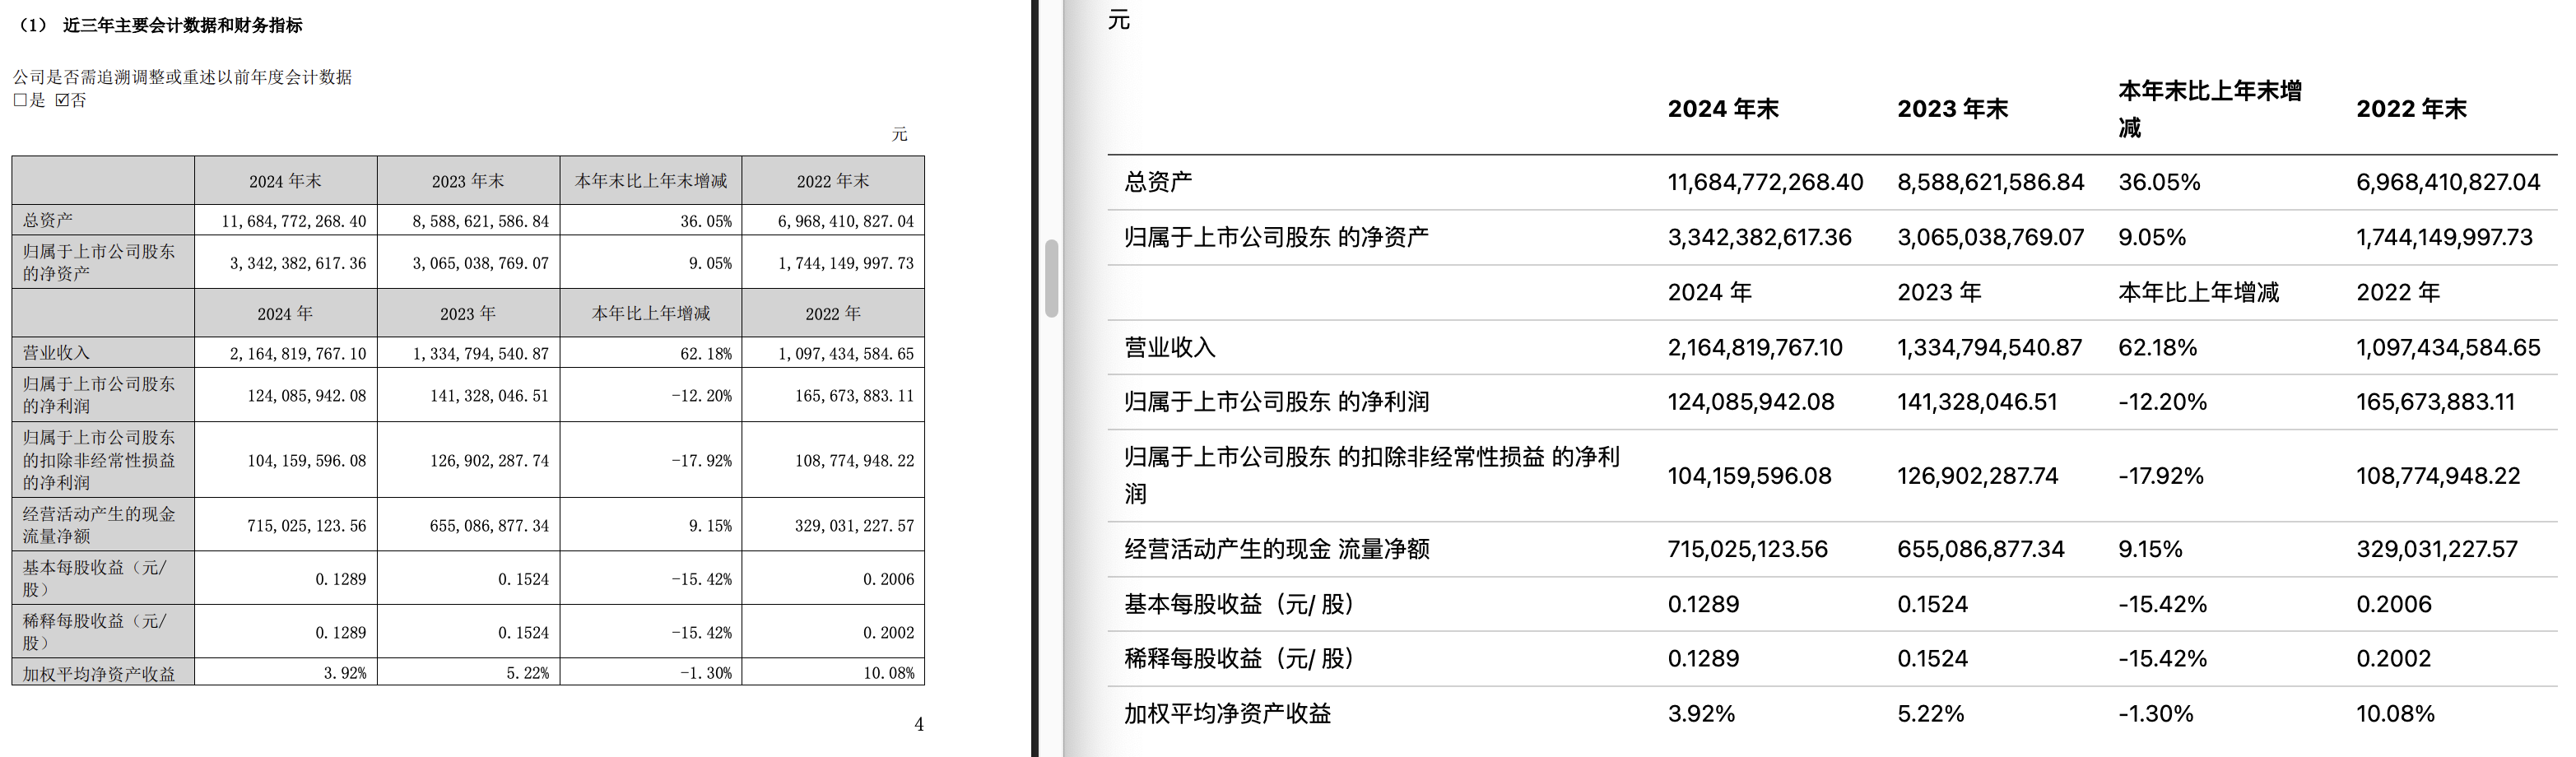 （1） 近三年主要会计数据和财务指标
公司是否需追溯调整或重述以前年度会计数据
□是 ☑否
元
2024 年末 2023 年末 本年末比上年末增减 2022 年末
总资产 11,684,772,268.40 8,588,621,586.84 36.05% 6,968,410,827.04
归属于上市公司股东
的净资产 3,342,382,617.36 3,065,038,769.07 9.05% 1,744,149,997.73
2024 年 2023 年 本年比上年增减 2022 年
营业收入 2,164,819,767.10 1,334,794,540.87 62.18% 1,097,434,584.65
归属于上市公司股东
的净利润 124,085,942.08 141,328,046.51 -12.20% 165,673,883.11
归属于上市公司股东
的扣除非经常性损益 104,159,596.08 126,902,287.74 -17.92% 108,774,948.22
的净利润
经营活动产生的现金
流量净额 715,025,123.56 655,086,877.34 9.15% 329,031,227.57
基本每股收益（元/
股） 0.1289 0.1524 -15.42% 0.2006
稀释每股收益（元/
股） 0.1289 0.1524 -15.42% 0.2002
加权平均净资产收益 3.92% 5.22% -1.30% 10.08%
4
元
2024 年末 2023 年末 本年末比上年末增
减 2022 年末
总资产 11,684,772,268.40 8,588,621,586.84 36.05% 6,968,410,827.04
归属于上市公司股东 的净资产 3,342,382,617.36 3,065,038,769.07 9.05% 1,744,149,997.73
2024 年 2023 年 本年比上年增减 2022 年
营业收入 2,164,819,767.10 1,334,794,540.87 62.18% 1,097,434,584.65
归属于上市公司股东 的净利润 124,085,942.08 141,328,046.51 -12.20% 165,673,883.11
归属于上市公司股东 的扣除非经常性损益 的净利
润 104,159,596.08 126,902,287.74 -17.92% 108,774,948.22
经营活动产生的现金 流量净额 715,025,123.56 655,086,877.34 9.15% 329,031,227.57
基本每股收益（元/ 股） 0.1289 0.1524 -15.42% 0.2006
稀释每股收益（元/ 股） 0.1289 0.1524 -15.42% 0.2002
加权平均净资产收益 3.92% 5.22% -1.30% 10.08%